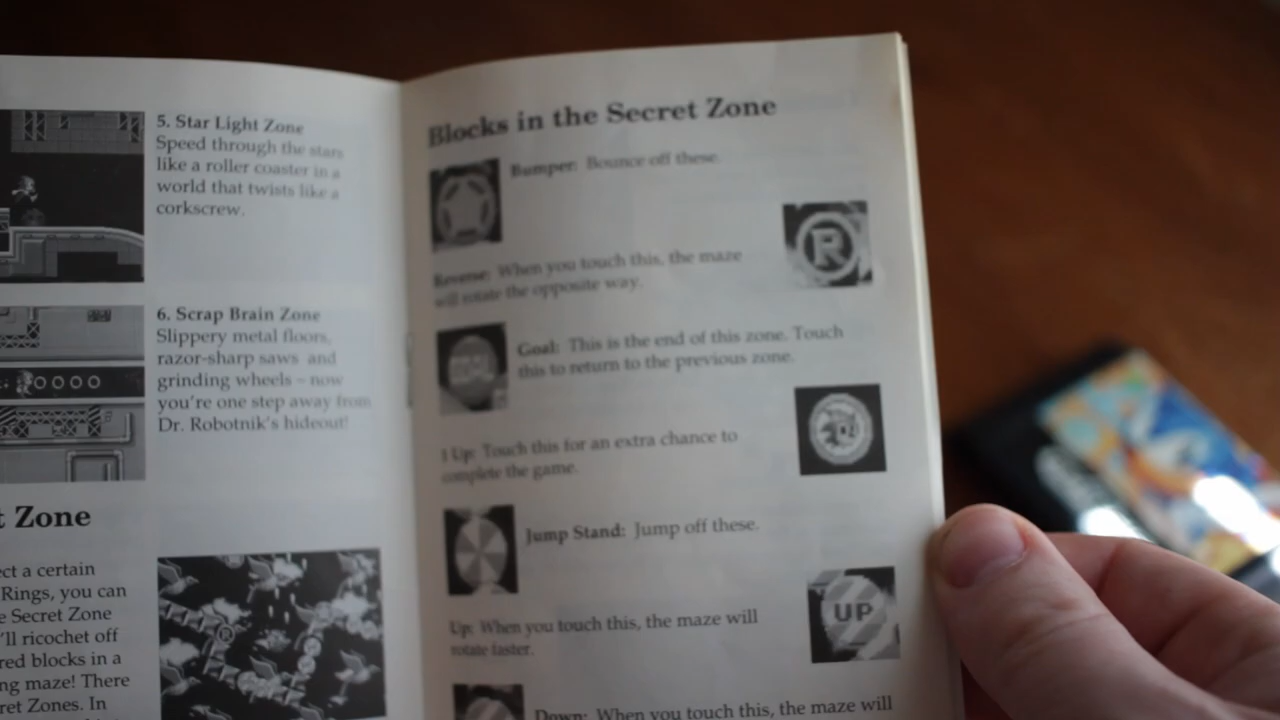 5. Star Light Zone
Speed through the stars
like a roller coaster in a
world that twists like a
corkscrew.
6. Scrap Brain Zone
Slippery metal floors,
razor-sharp saws and
grinding wheels – now
you're one step away from
Dr. Robotnik's hideout!
t Zone
ect a certain
Rings, you can
e Secret Zone
'll ricochet off
red blocks in a
ng maze! There
ret Zones. In
Blocks in the Secret Zone
Bumper: Bounce off these.
R
Reverse: When you touch this, the maze
will rotate the opposite way.
Goal: This is the end of this zone. Touch
this to return to the previous zone.
1 Up: Touch this for an extra chance to
complete the game.
Jump Stand: Jump off these.
UP
Up: When you touch this, the maze will
rotate faster.
Down: When you touch this, the maze will